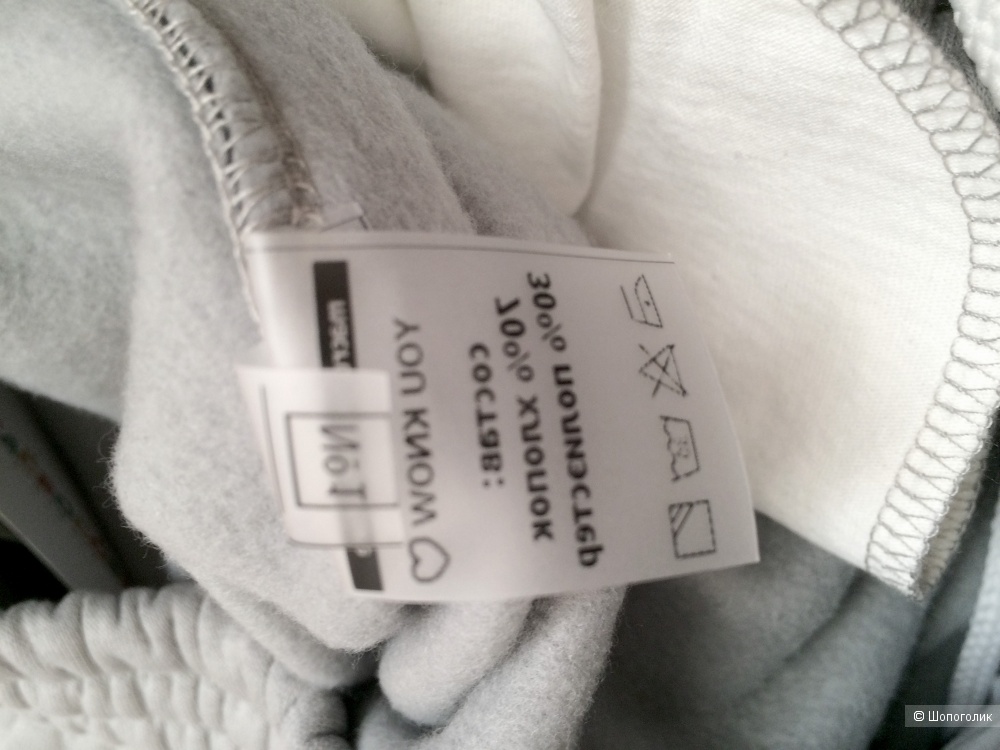 №1
YOU KNOW ♡
состав:
70% хлопок
30% полиэстер
© Шопоголик